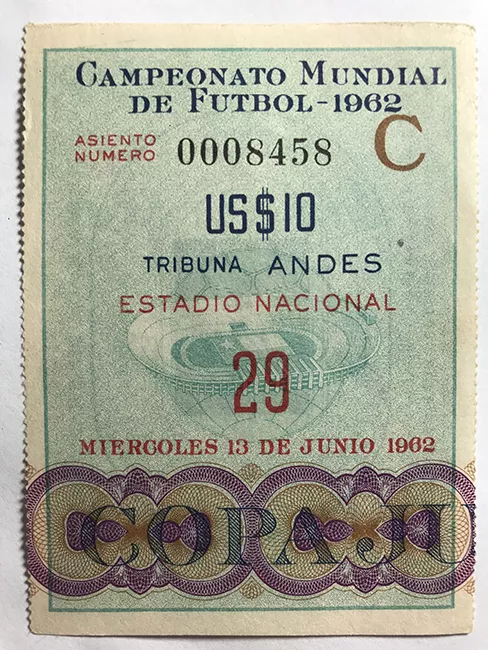 CAMPEONATO MUNDIAL
DE FUTBOL - 1962
ASIENTO
NUMERO 0008458 C
US$10
TRIBUNA ANDES
ESTADIO NACIONAL
29
MIERCOLES 13 DE JUNIO 1962
COPA JU